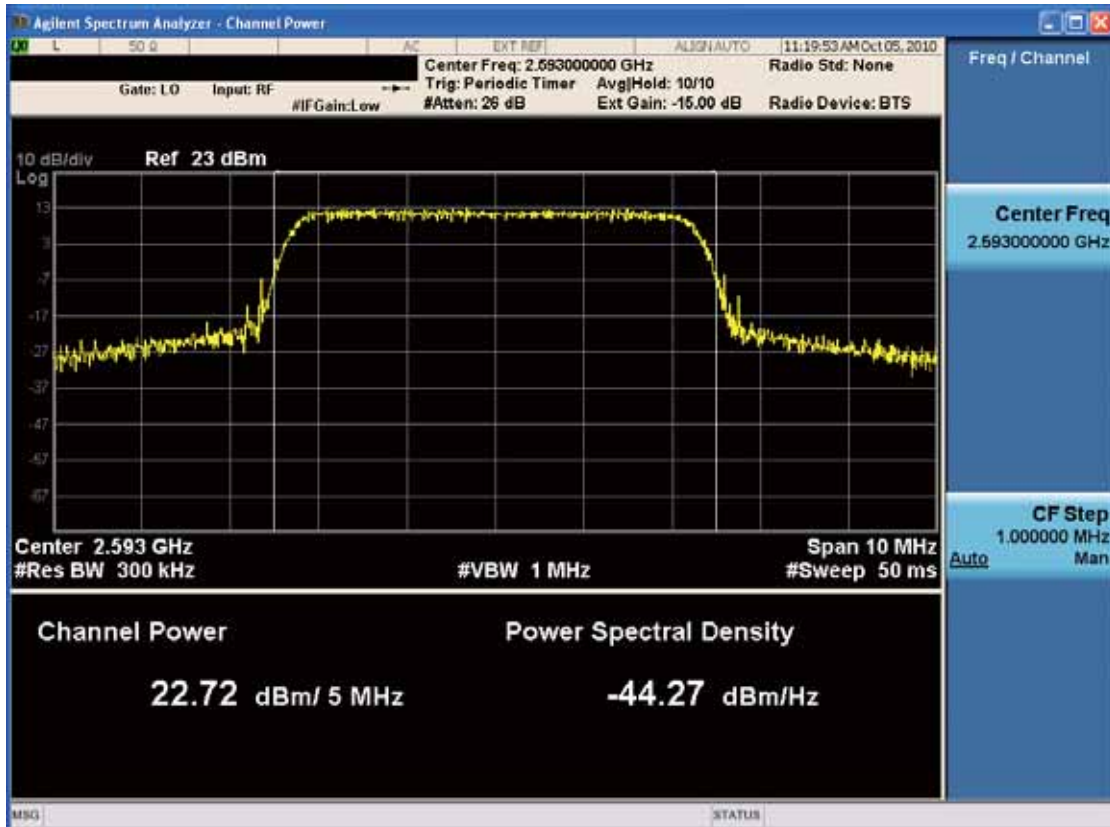 Agilent Spectrum Analyzer - Channel Power
L 50 Ω AC EXT REF ALIGN AUTO 11:19:53 AM Oct 05, 2010
Center Freq: 2.593000000 GHz Radio Std: None
Gate: LO Input: RF Trig: Periodic Timer Avg|Hold: 10/10
#IFGain:Low #Atten: 26 dB Ext Gain: -15.00 dB Radio Device: BTS
Freq / Channel
10 dB/div Ref 23 dBm
Log
13
3
-7
-17
-27
-37
-47
-57
-67
Center 2.593 GHz Span 10 MHz
#Res BW 300 kHz #VBW 1 MHz #Sweep 50 ms
Center Freq
2.593000000 GHz
CF Step
1.000000 MHz
Auto Man
Channel Power Power Spectral Density
22.72 dBm/ 5 MHz -44.27 dBm/Hz
MSG STATUS